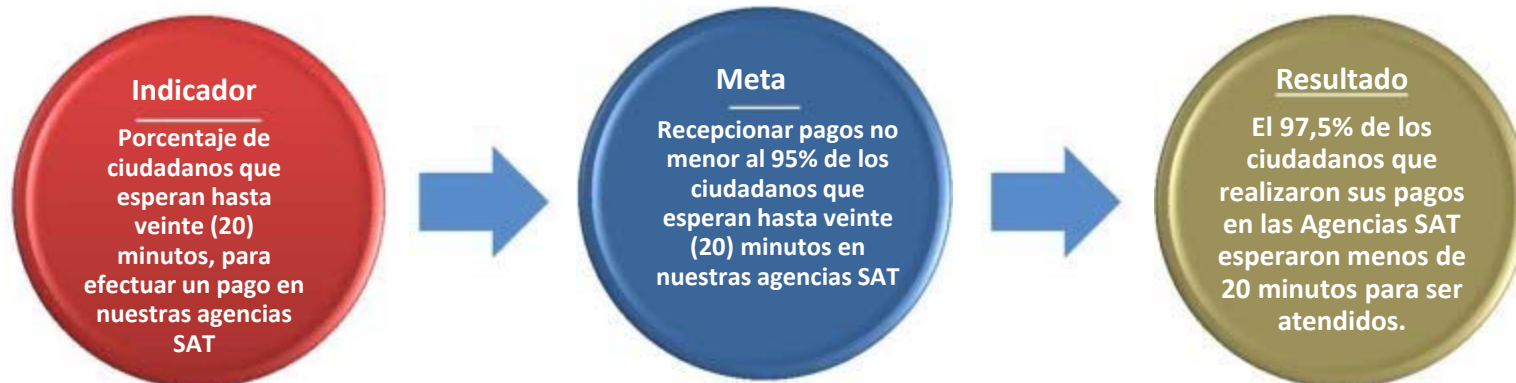 Indicador
Porcentaje de
ciudadanos que
esperan hasta
veinte (20)
minutos, para
efectuar un pago en
nuestras agencias
SAT
Meta
Recepcionar pagos no
menor al 95% de los
ciudadanos que
esperan hasta veinte
(20) minutos en
nuestras agencias SAT
Resultado
El 97,5% de los
ciudadanos que
realizaron sus pagos
en las Agencias SAT
esperaron menos de
20 minutos para ser
atendidos.